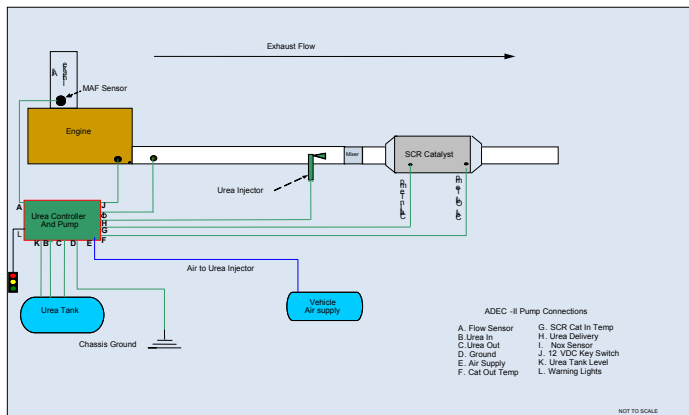 Exhaust Flow
MAF Sensor
Engine
Mixer
SCR Catalyst
Urea Injector
A
J
H
G
F
L
Urea Controller
And Pump
K B C D E
Air to Urea Injector
Urea Tank
Vehicle
Air supply
Chassis Ground
ADEC -II Pump Connections
A. Flow Sensor
B.Urea In
C.Urea Out
D. Ground
E. Air Supply
F. Cat Out Temp
G. SCR Cat In Temp
H. Urea Delivery
I. Nox Sensor
J. 12 VDC Key Switch
K. Urea Tank Level
L. Warning Lights
NOT TO SCALE